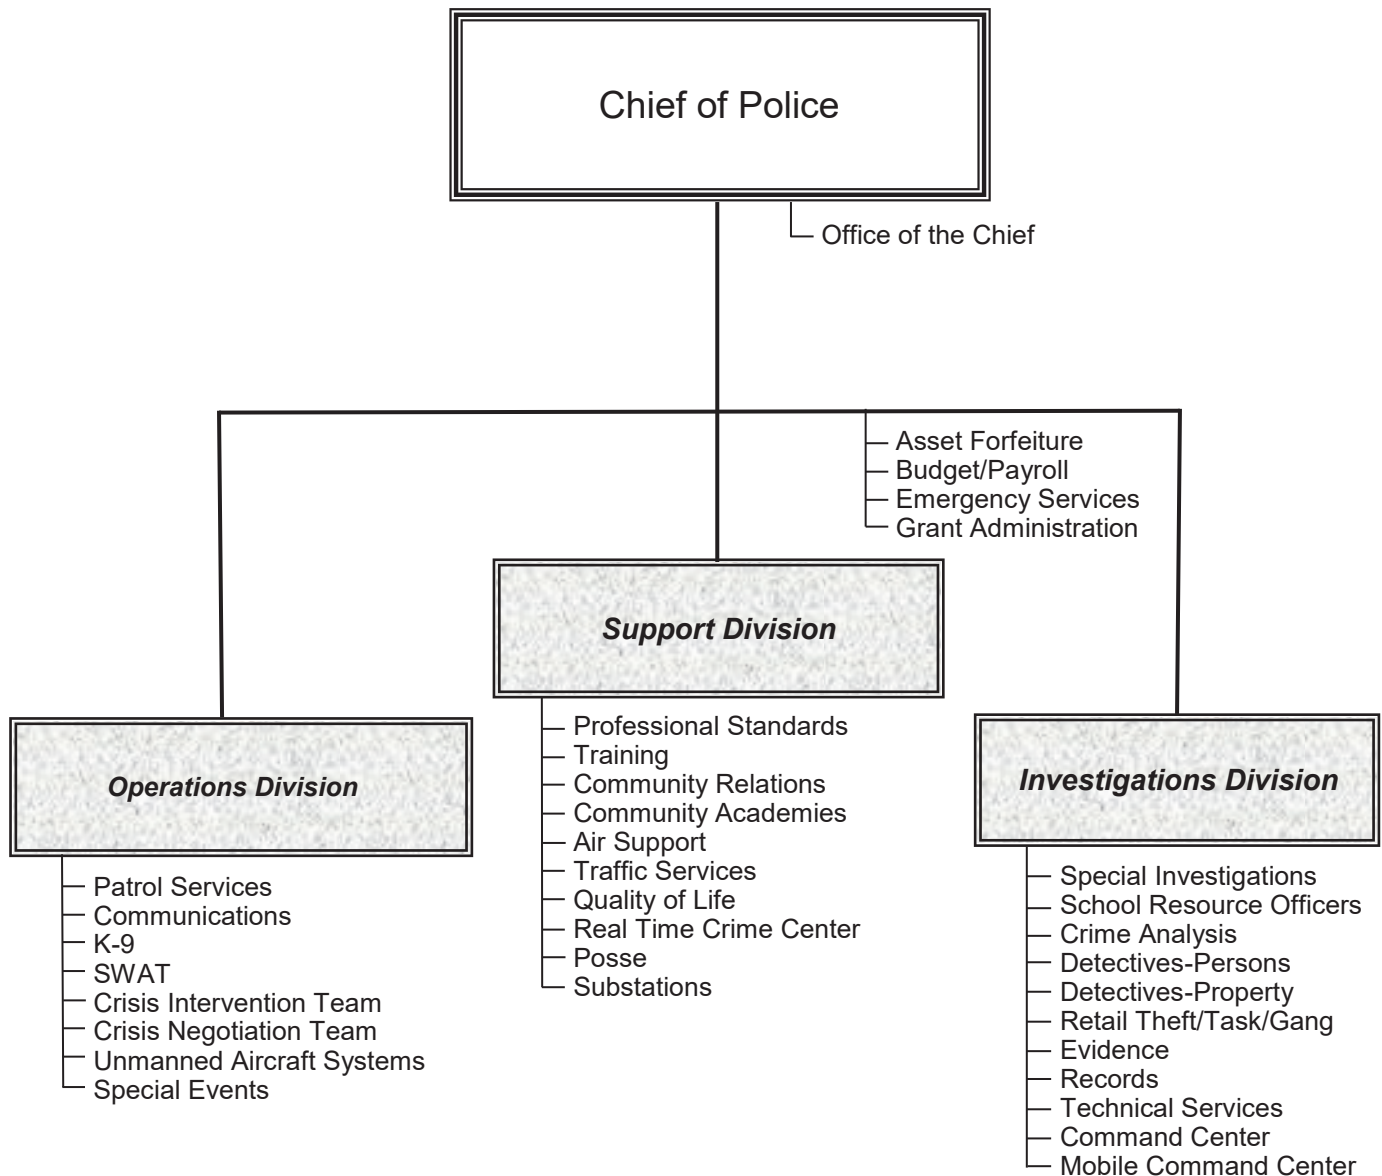 Chief of Police
Office of the Chief
Asset Forfeiture
Budget/Payroll
Emergency Services
Grant Administration
Support Division
Professional Standards
Training
Community Relations
Community Academies
Air Support
Traffic Services
Quality of Life
Real Time Crime Center
Posse
Substations
Operations Division
Patrol Services
Communications
K-9
SWAT
Crisis Intervention Team
Crisis Negotiation Team
Unmanned Aircraft Systems
Special Events
Investigations Division
Special Investigations
School Resource Officers
Crime Analysis
Detectives-Persons
Detectives-Property
Retail Theft/Task/Gang
Evidence
Records
Technical Services
Command Center
Mobile Command Center